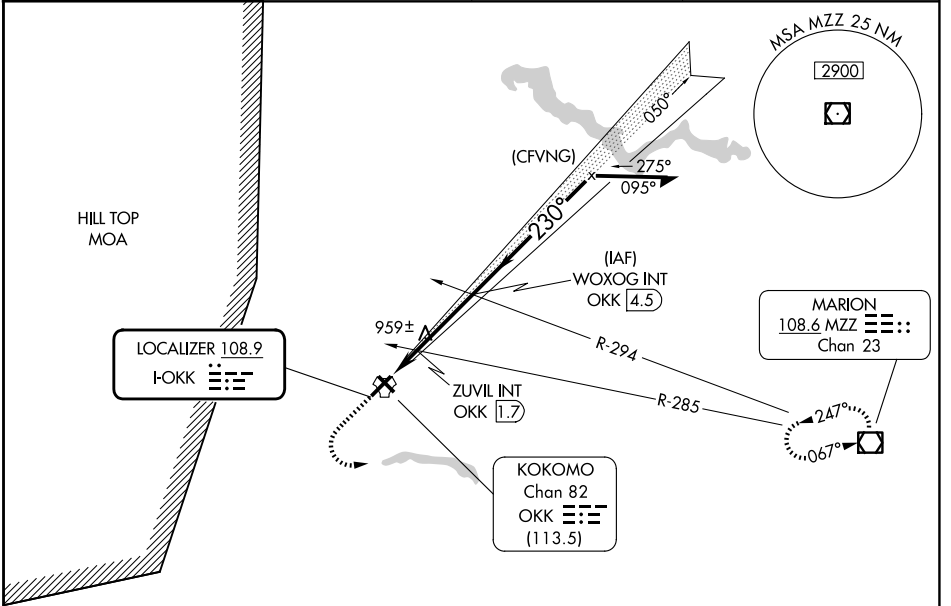 MSA MZZ 25 NM
2900
050°
(CFVNG)
275°
095°
230°
HILL TOP
MOA
(IAF)
WOXOG INT
OKK 4.5
MARION
108.6 MZZ
Chan 23
959±
R-294
LOCALIZER 108.9
I-OKK
ZUVIL INT
OKK 1.7
R-285
247°
067°
KOKOMO
Chan 82
OKK
(113.5)